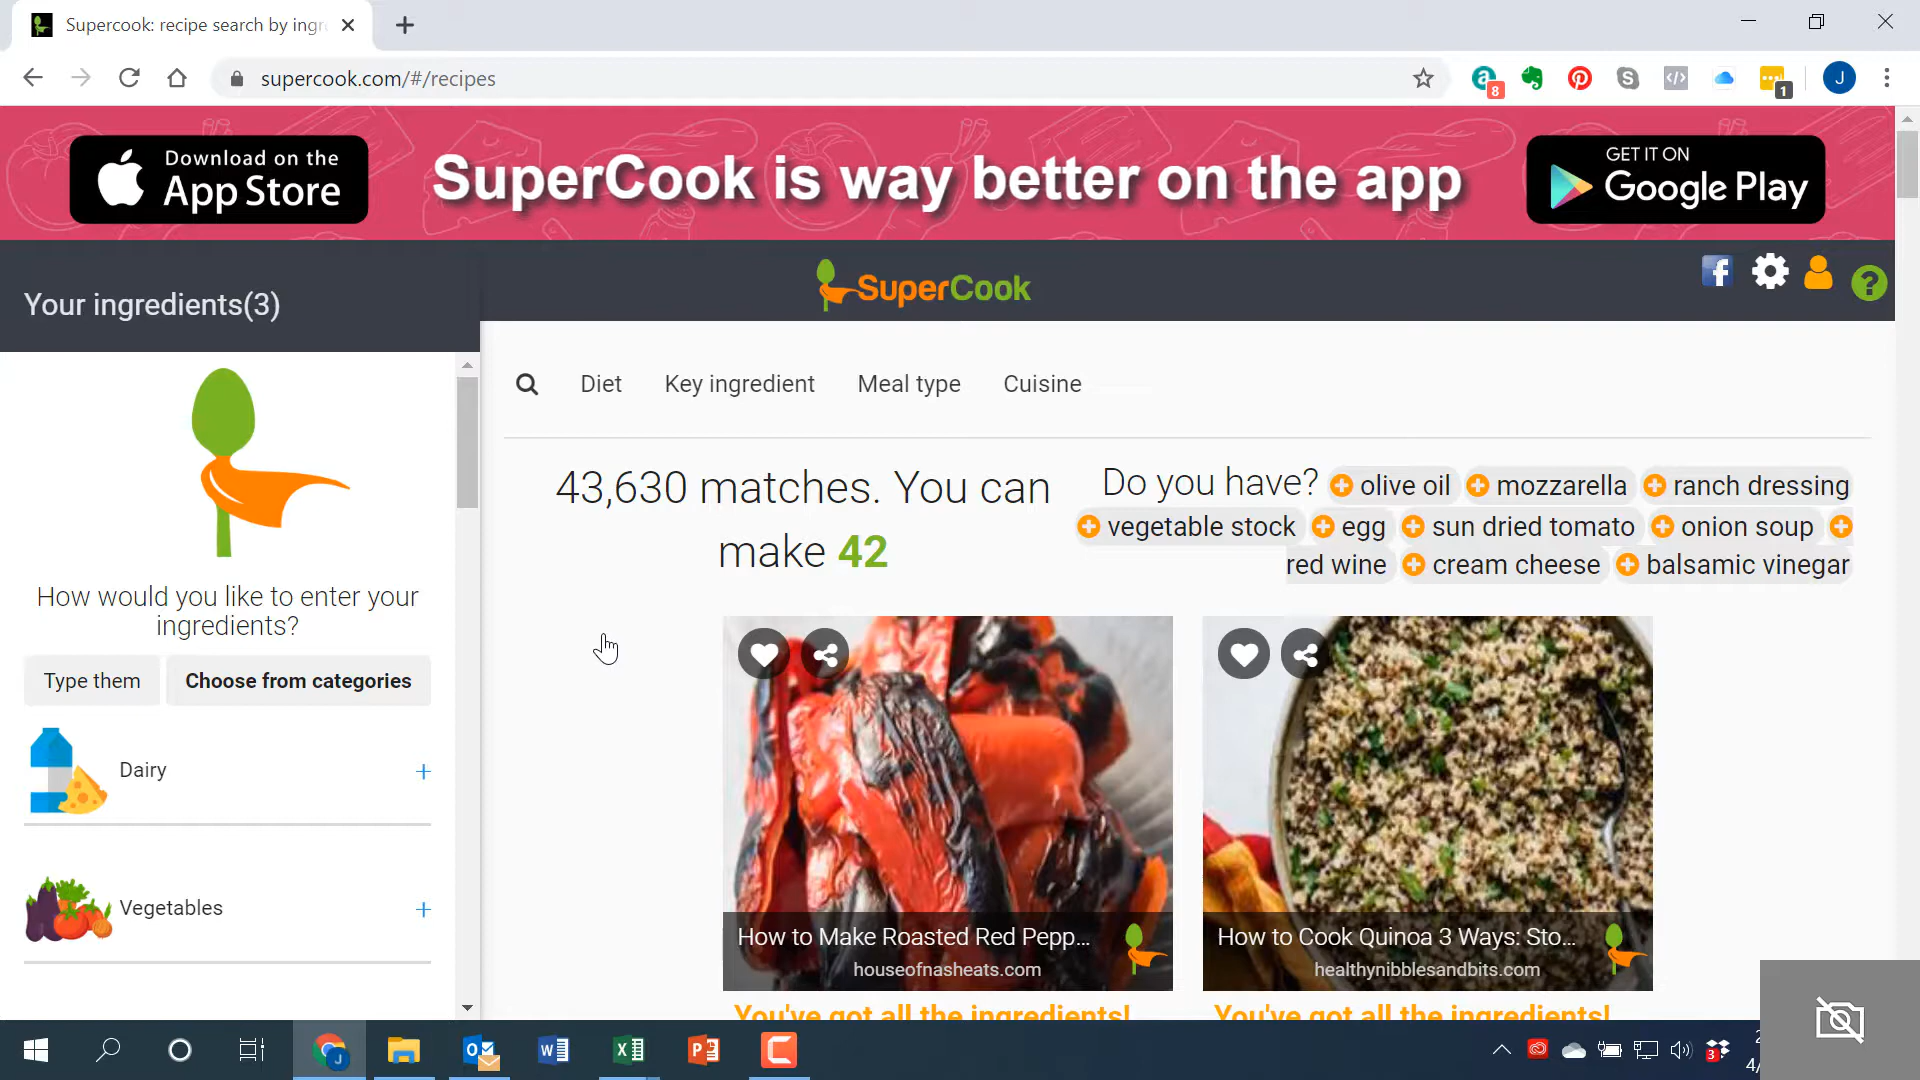 Supercook: recipe search by ingr
supercook.com/#/recipes
8
1
J
Download on the
App Store
SuperCook is way better on the app
GET IT ON
Google Play
Your ingredients(3)
SuperCook
f
?
Diet
Key ingredient
Meal type
Cuisine
43,630 matches. You can
make 42
Do you have? olive oil mozzarella ranch dressing
vegetable stock egg sun dried tomato onion soup
red wine cream cheese balsamic vinegar
How would you like to enter your
ingredients?
Type them
Choose from categories
Dairy
Vegetables
How to Make Roasted Red Pepp...
houseofnasheats.com
You've got all the ingredients!
How to Cook Quinoa 3 Ways: Sto...
healthynibblesandbits.com
You've got all the ingredients!
J
3
4/